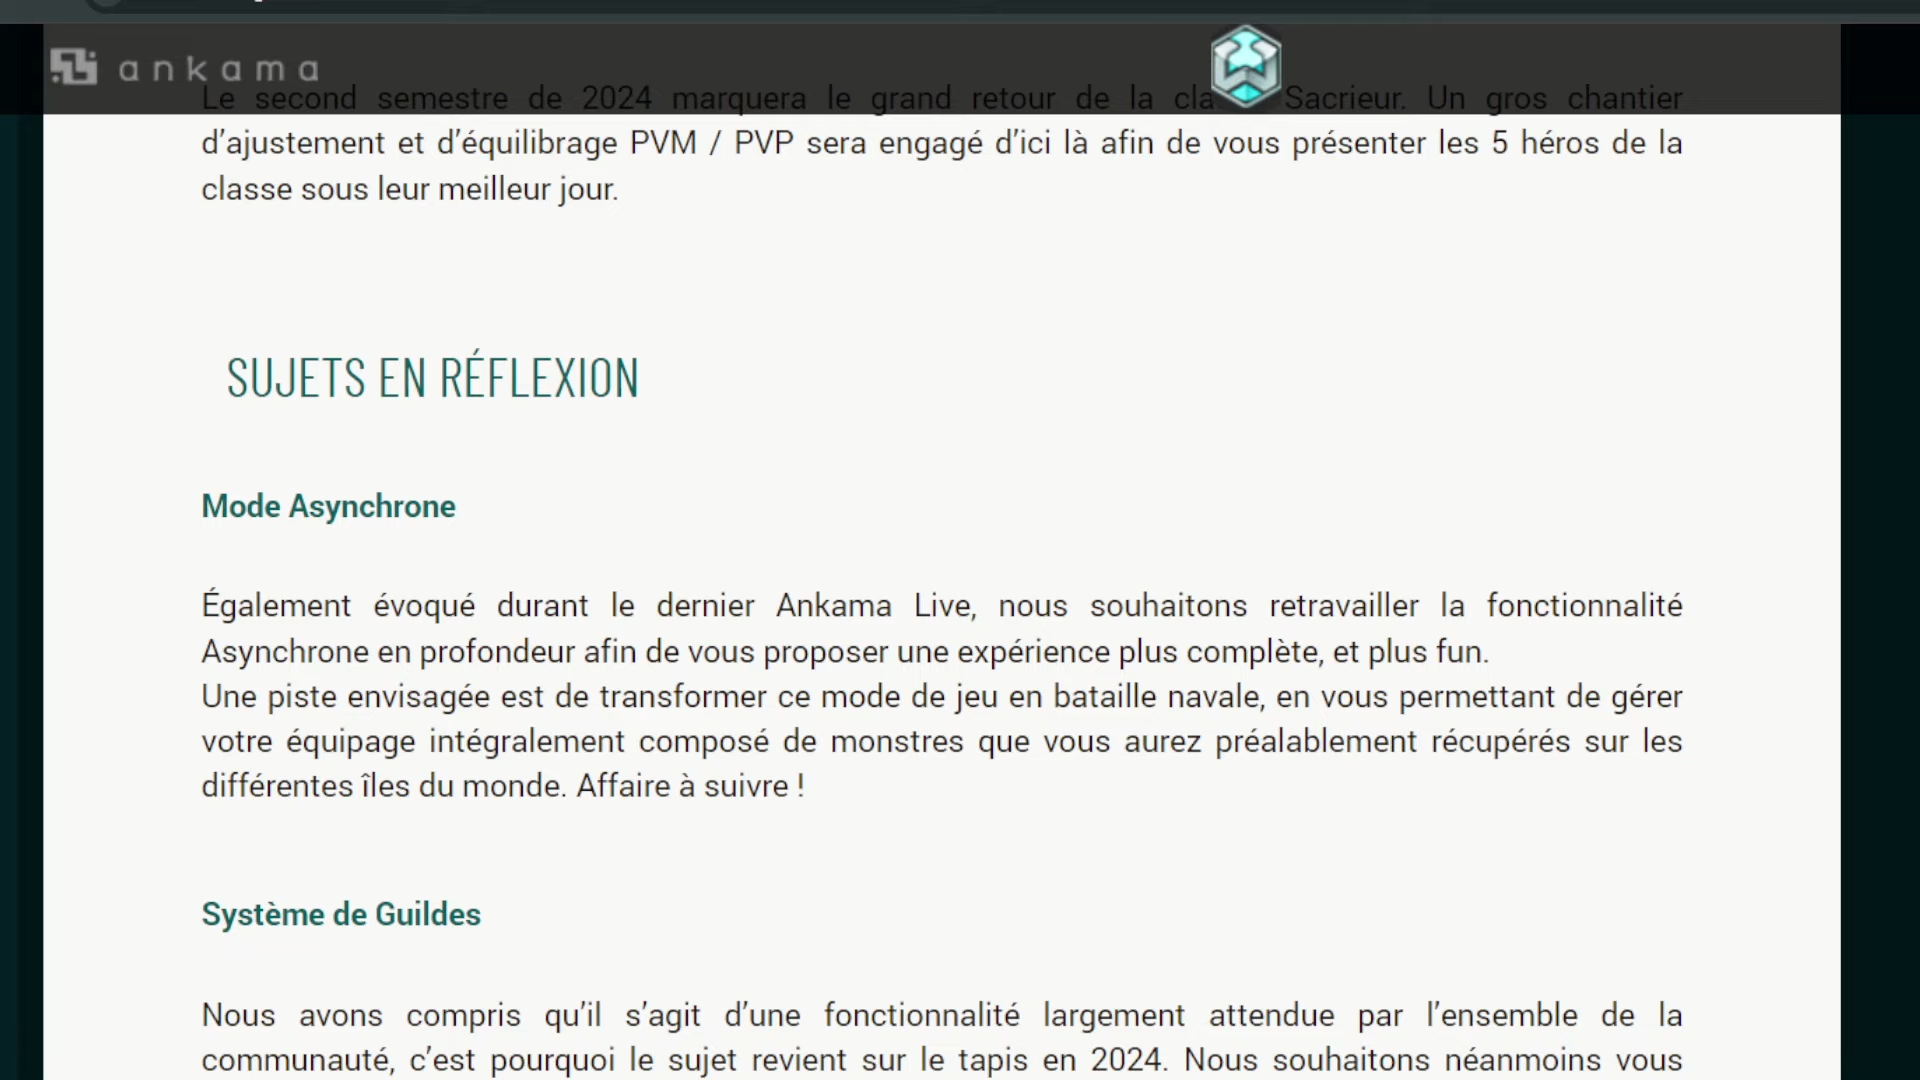 ankama
Le second semestre de 2024 marquera le grand retour de la Sacrieur. Un gros chantier
d’ajustement et d’équilibrage PVM / PVP sera engagé d’ici là afin de vous présenter les 5 héros de la
classe sous leur meilleur jour.
SUJETS EN RÉFLEXION
Mode Asynchrone
Également évoqué durant le dernier Ankama Live, nous souhaitons retravailler la fonctionnalité
Asynchrone en profondeur afin de vous proposer une expérience plus complète, et plus fun.
Une piste envisagée est de transformer ce mode de jeu en bataille navale, en vous permettant de gérer
votre équipage intégralement composé de monstres que vous aurez préalablement récupérés sur les
différentes îles du monde. Affaire à suivre !
Système de Guildes
Nous avons compris qu’il s’agit d’une fonctionnalité largement attendue par l’ensemble de la
communauté, c’est pourquoi le sujet revient sur le tapis en 2024. Nous souhaitons néanmoins vous